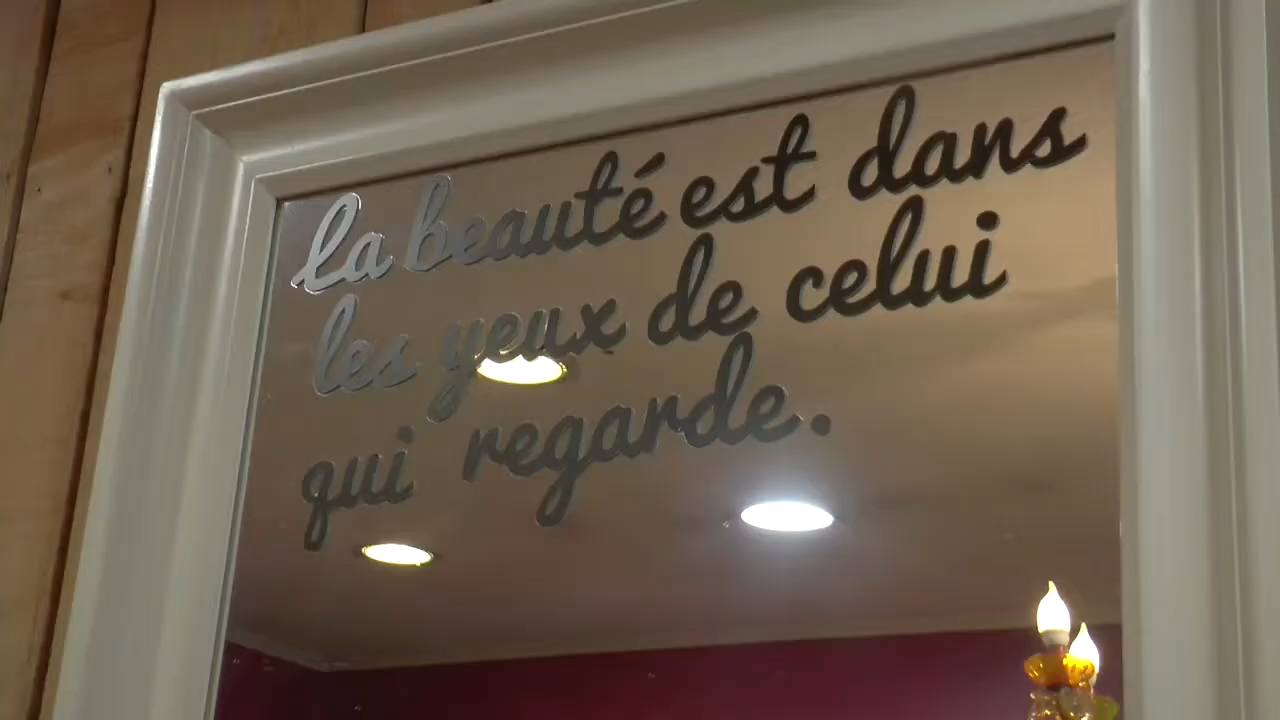 la beauté est dans
les yeux de celui
qui regarde.